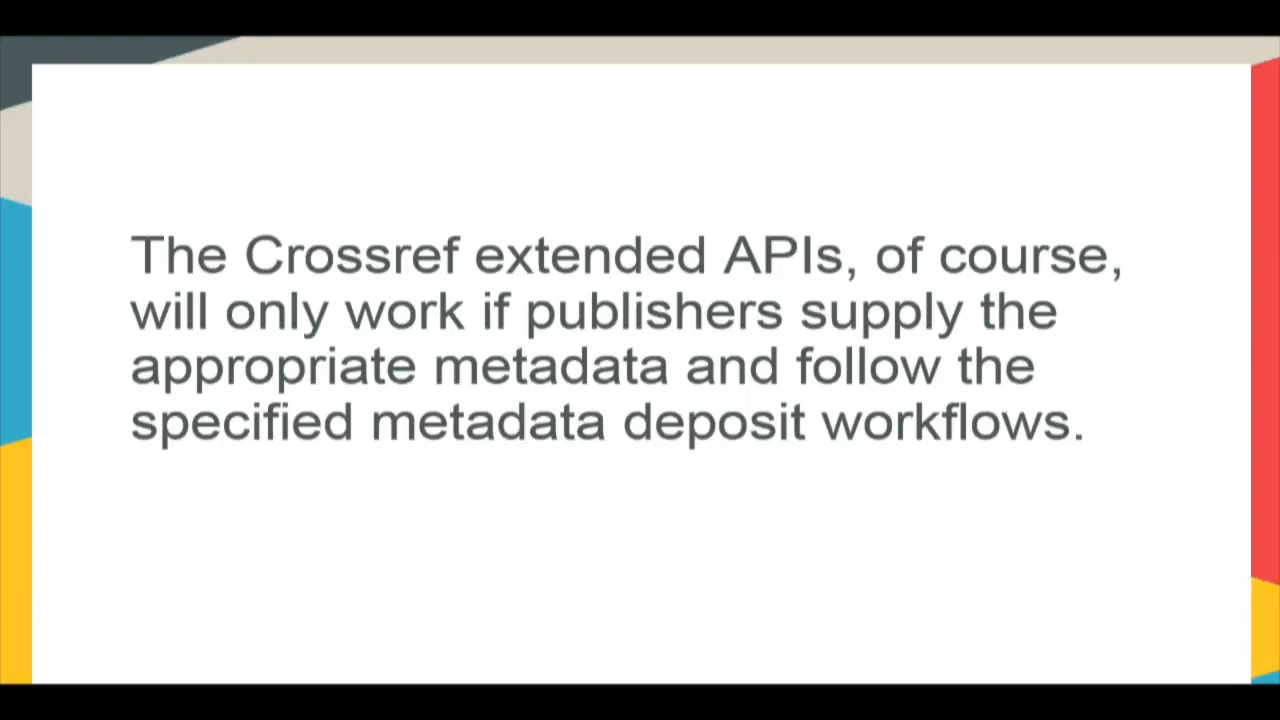 The Crossref extended APIs, of course,
will only work if publishers supply the
appropriate metadata and follow the
specified metadata deposit workflows.